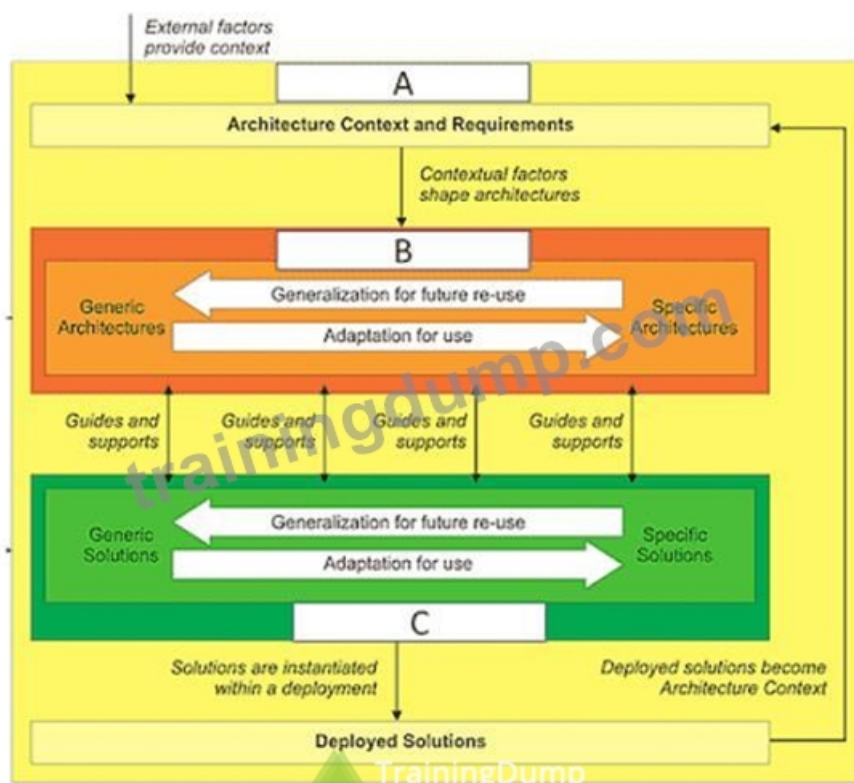 External factors
provide context
A
Architecture Context and Requirements
Contextual factors
shape architectures
B
Generalization for future re-use
Generic
Architectures
Specific
Architectures
Adaptation for use
Guides and
supports
Guides and
supports
Guides and
supports
Guides and
supports
trainingdump.com
Generalization for future re-use
Generic
Solutions
Specific
Solutions
Adaptation for use
C
Solutions are instantiated
within a deployment
Deployed solutions become
Architecture Context
Deployed Solutions
TrainingDump